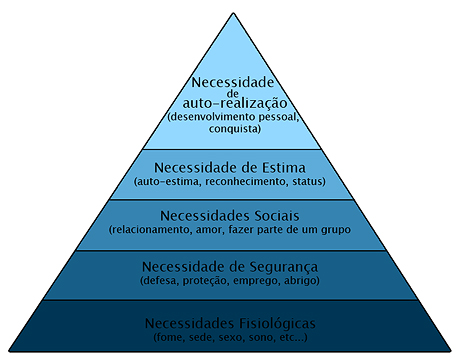 Necessidade
de
auto-realização
(desenvolvimento pessoal,
conquista)
Necessidade de Estima
(auto-estima, reconhecimento, status)
Necessidades Sociais
(relacionamento, amor, fazer parte de um grupo
Necessidade de Segurança
(defesa, proteção, emprego, abrigo)
Necessidades Fisiológicas
(fome, sede, sexo, sono, etc...)